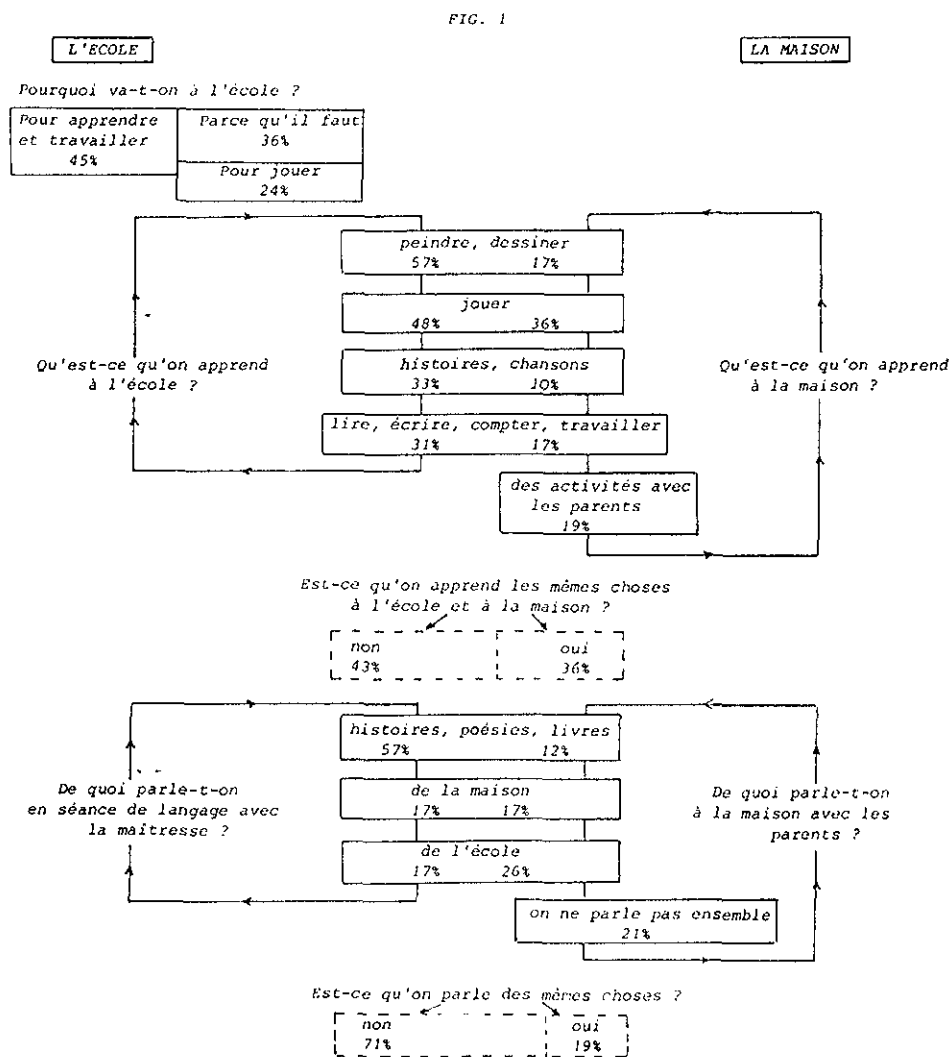 FIG. 1
L'ECOLE
LA MAISON
Pourquoi va-t-on à l'école ?
Pour apprendre
et travailler
45%
Parce qu'il faut
36%
Pour jouer
24%
peindre, dessiner
57% 17%
jouer
48% 36%
Qu'est-ce qu'on apprend
à l'école ?
histoires, chansons
33% 10%
Qu'est-ce qu'on apprend
à la maison ?
lire, écrire, compter, travailler
31% 17%
des activités avec
les parents
19%
Est-ce qu'on apprend les mêmes choses
à l'école et à la maison ?
non oui
43% 36%
histoires, poésies, livres
57% 12%
De quoi parle-t-on
en séance de langage avec
la maitresse ?
de la maison
17% 17%
De quoi parle-t-on
à la maison avec les
parents ?
de l'école
17% 26%
on ne parle pas ensemble
21%
Est-ce qu'on parle des mêmes choses ?
non oui
71% 19%